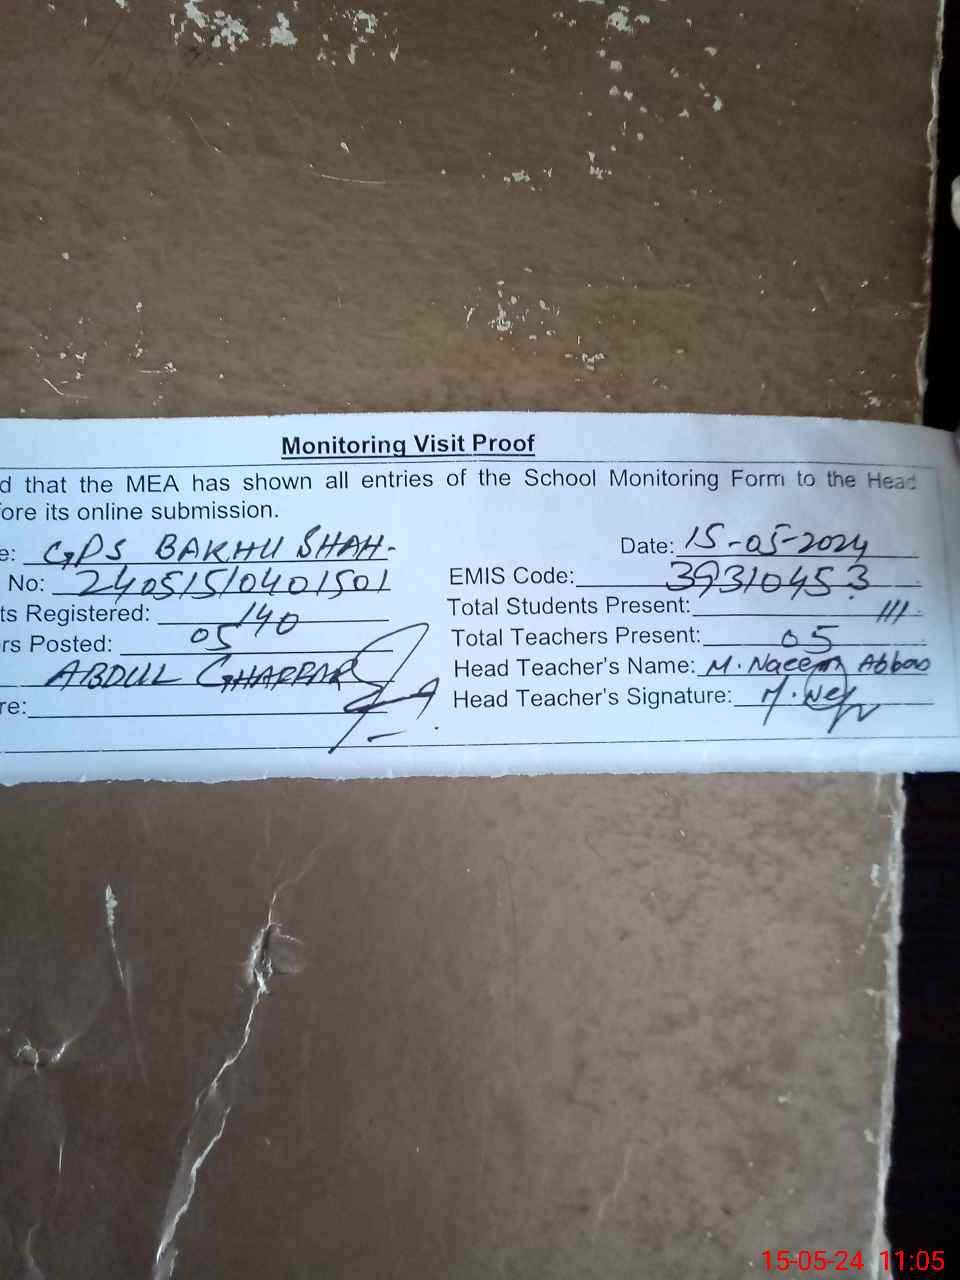 Monitoring Visit Proof
d that the MEA has shown all entries of the School Monitoring Form to the Head
fore its online submission.
e: GPS BAKHU SHAH- Date: 15-05-2024
No: 24051510401501 EMIS Code: 39310453
ts Registered: 140 Total Students Present: 111
rs Posted: 05 Total Teachers Present: 05
ABDUL GHAFFAR Head Teacher's Name: M. Naeem Abbas
re: Head Teacher's Signature:
15-05-24 11:05